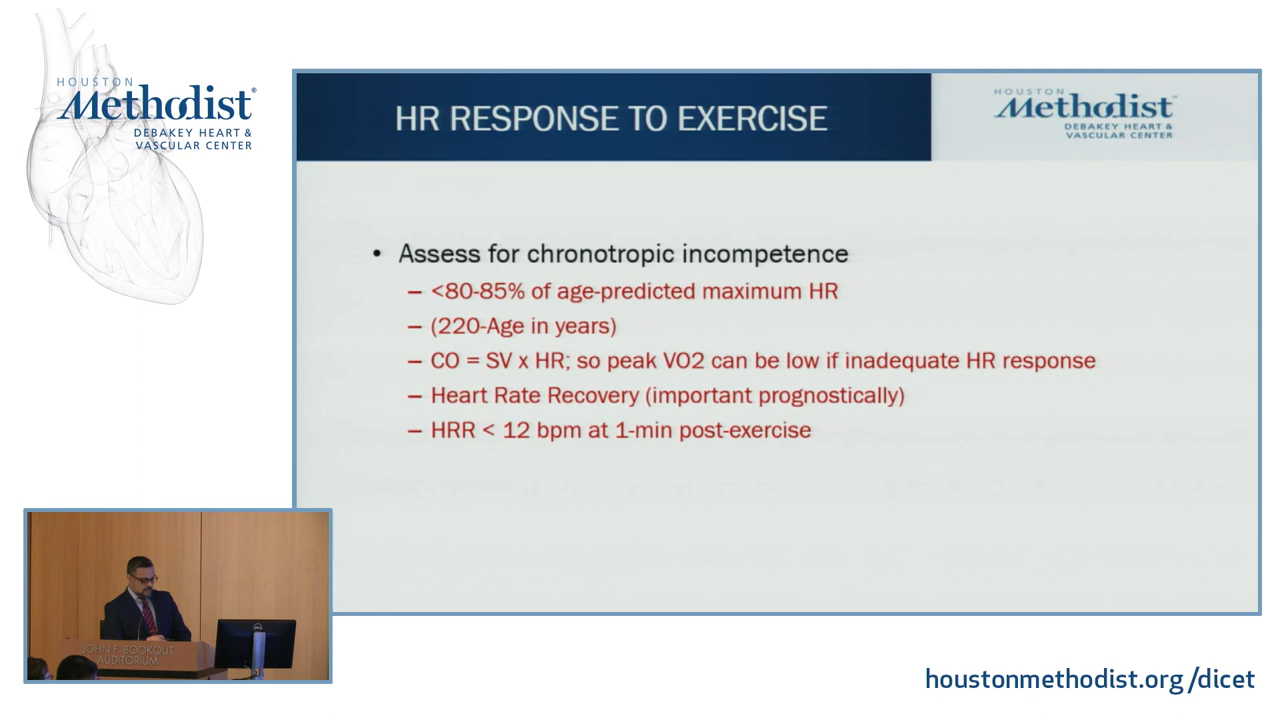 HOUSTON
Methodist®
DEBAKEY HEART &
VASCULAR CENTER
HR RESPONSE TO EXERCISE
HOUSTON
Methodist™
DEBAKEY HEART &
VASCULAR CENTER
• Assess for chronotropic incompetence
– <80-85% of age-predicted maximum HR
– (220-Age in years)
– CO = SV x HR; so peak VO2 can be low if inadequate HR response
– Heart Rate Recovery (important prognostically)
– HRR < 12 bpm at 1-min post-exercise
JOHN F. BOOKOUT
AUDITORIUM
DELL
houstonmethodist.org/dicet